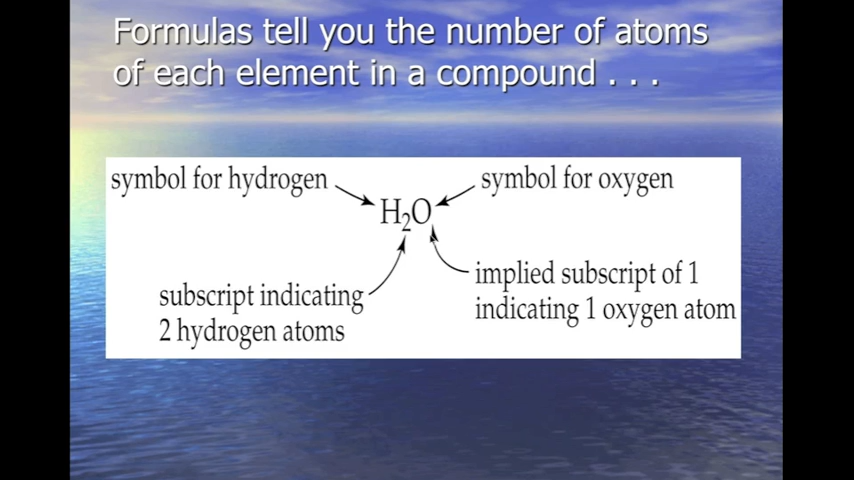 Formulas tell you the number of atoms
of each element in a compound . . .
symbol for hydrogen
symbol for oxygen
H₂O
subscript indicating
2 hydrogen atoms
implied subscript of 1
indicating 1 oxygen atom